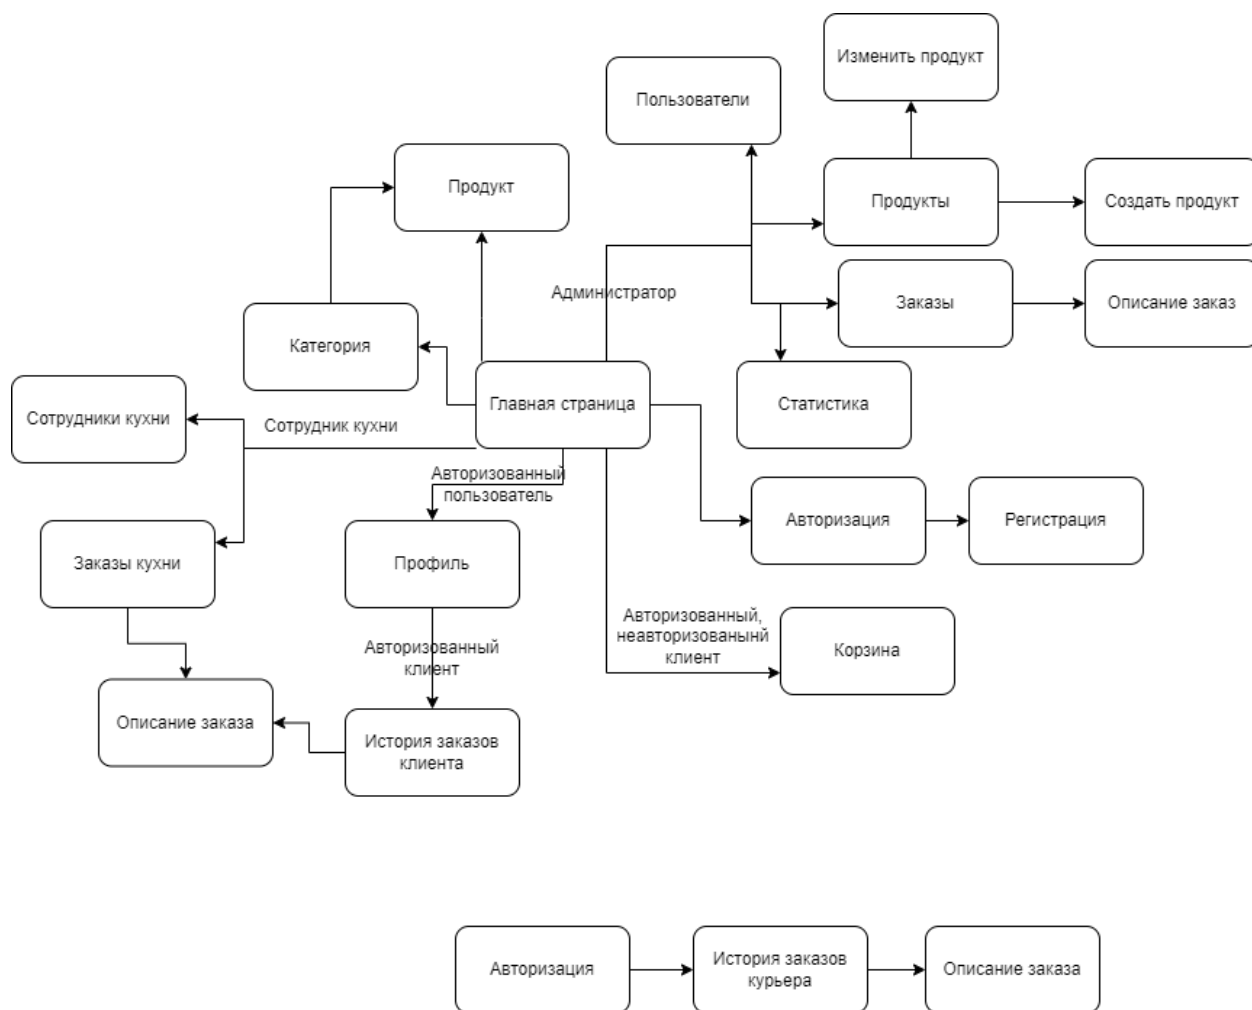 Изменить продукт
Пользователи
Продукт
Продукты
Создать продукт
Администратор
Заказы
Описание заказ
Категория
Главная страница
Статистика
Сотрудники кухни
Сотрудник кухни
Авторизованный
пользователь
Авторизация
Регистрация
Заказы кухни
Профиль
Авторизованный,
неавторизованынй
клиент
Корзина
Авторизованный
клиент
Описание заказа
История заказов
клиента
Авторизация
История заказов
курьера
Описание заказа